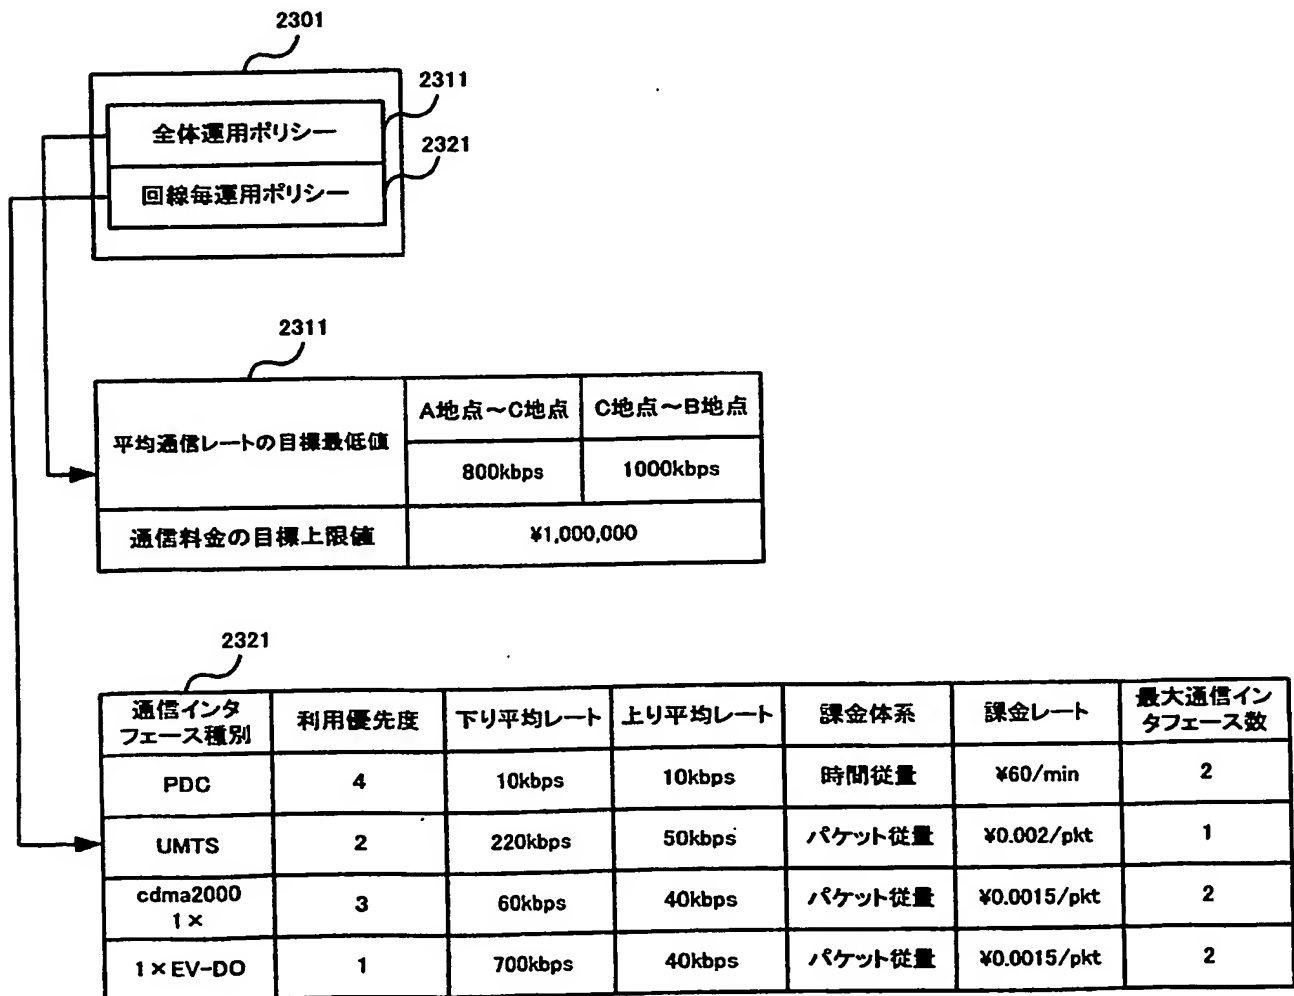 2301
2311
全体運用ポリシー
2321
回線毎運用ポリシー
2311
平均通信レートの目標最低値
A地点～C地点
C地点～B地点
800kbps
1000kbps
通信料金の目標上限値
¥1,000,000
2321
通信インタ
フェース種別
利用優先度
下り平均レート
上り平均レート
課金体系
課金レート
最大通信イン
タフェース数
PDC
4
10kbps
10kbps
時間従量
¥60/min
2
UMTS
2
220kbps
50kbps
パケット従量
¥0.002/pkt
1
cdma2000
1×
3
60kbps
40kbps
パケット従量
¥0.0015/pkt
2
1×EV-DO
1
700kbps
40kbps
パケット従量
¥0.0015/pkt
2